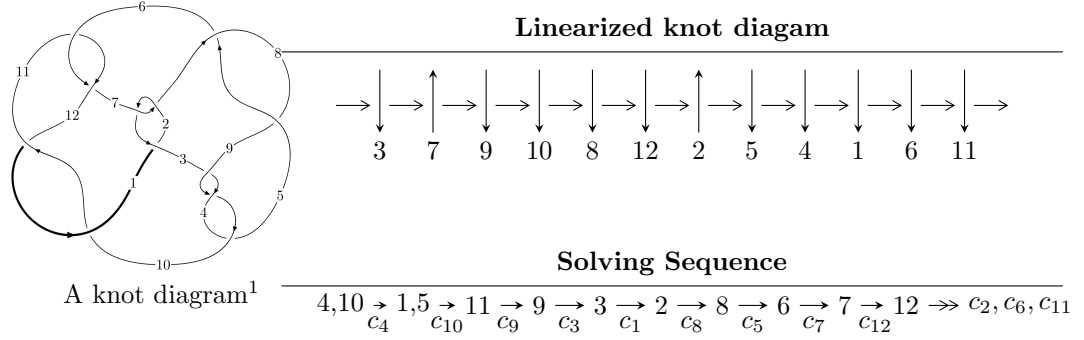 6
8
11
12
7
2
3
9
1
5
4
10
A knot diagram¹
Linearized knot diagam
3 7 9 10 8 12 2 5 4 1 6 11
Solving Sequence
4,10 → 1,5 → 11 → 9 → 3 → 1 → 2 → 8 → 6 → 7 → 12 →» c₂, c₆, c₁₁
c₄ c₁₀ c₉ c₃ c₁ c₈ c₅ c₇ c₁₂